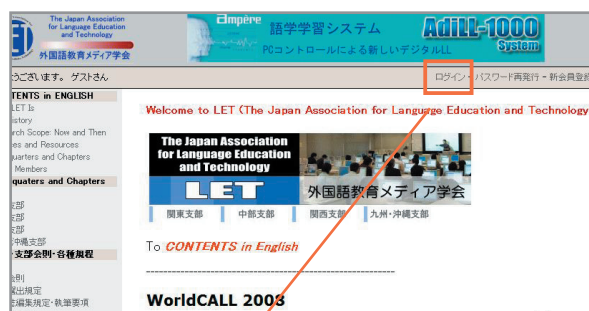 The Japan Association
for Language Education
and Technology
外国語教育メディア学会
ampère
語学学習システム
PCコントロールによる新しいデジタルLL
AdiLL-1000
System
ございます。 ゲストさん
ログイン - パスワード再発行 - 新会員登録
TENTS in ENGLISH
LET Is
story
rch Scope: Now and Then
es and Resources
uarters and Chapters
Members
quaters and Chapters
支部
支部
支部
沖縄支部
支部会則・各種規程
会則
選出規定
編集規定・執筆要項
Welcome to LET (The Japan Association for Language Education and Technology
The Japan Association
for Language Education
and Technology
LET
外国語教育メディア学会
関東支部
中部支部
関西支部
九州・沖縄支部
To CONTENTS in English
WorldCALL 2008